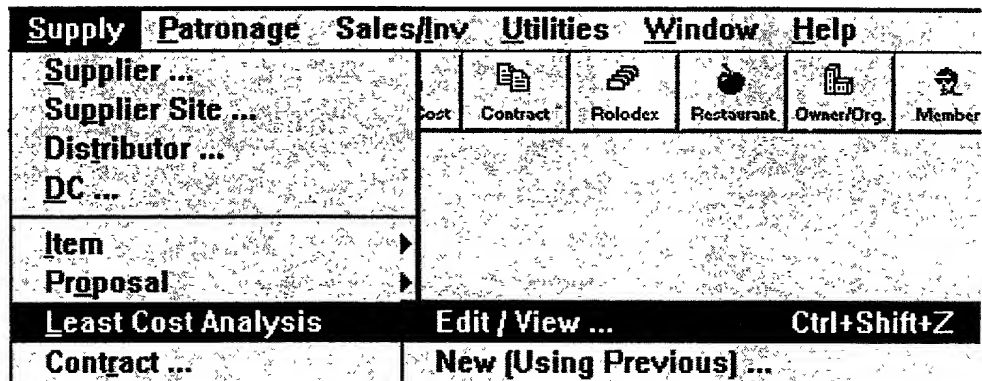 Supply Patronage Sales/Inv Utilities Window Help
Supplier ...
Supplier Site ...
Distributor ...
DC ...
Cost Contract Rolodex Restaurant Owner/Org. Member
Item
Proposal
Least Cost Analysis Edit / View ... Ctrl+Shift+Z
Contract ... New (Using Previous) ...